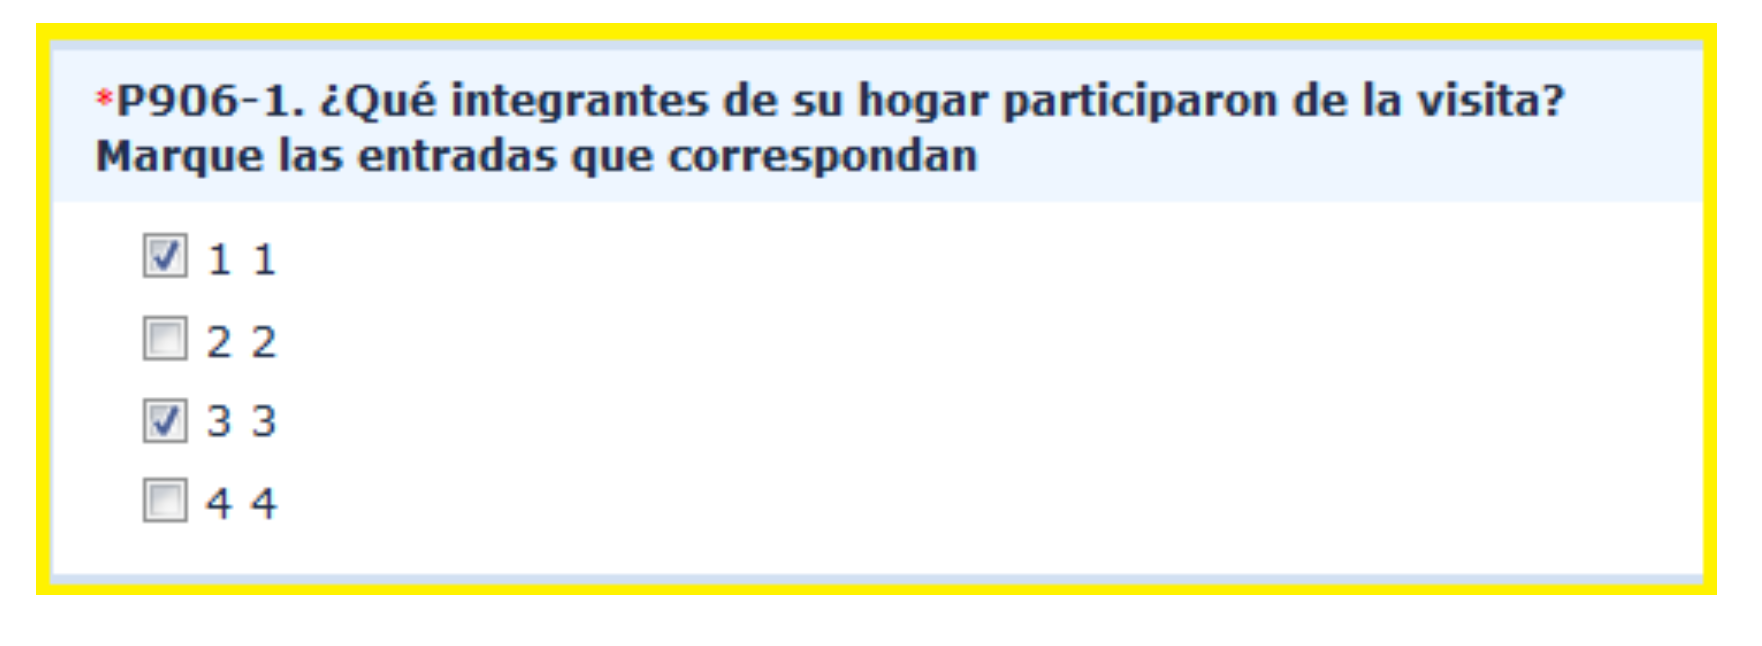 *P906-1. ¿Qué integrantes de su hogar participaron de la visita?
Marque las entradas que correspondan
1 1
2 2
3 3
4 4